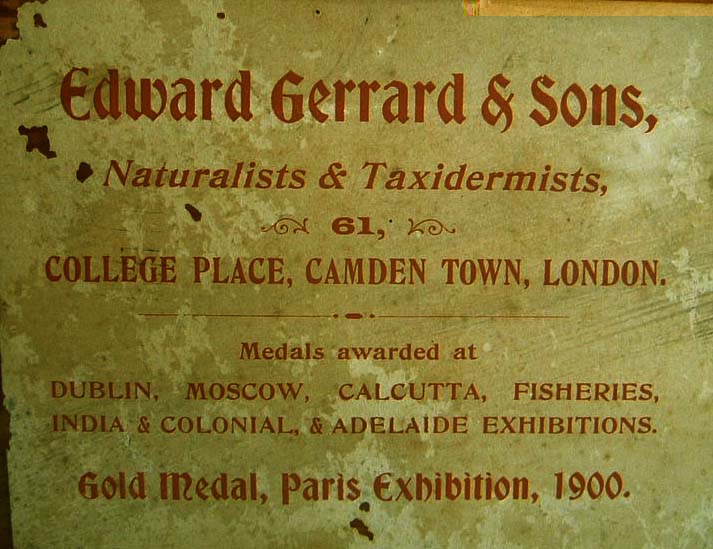 Edward Gerrard & Sons,
Naturalists & Taxidermists,
61,
COLLEGE PLACE, CAMDEN TOWN, LONDON.
Medals awarded at
DUBLIN, MOSCOW, CALCUTTA, FISHERIES,
INDIA & COLONIAL, & ADELAIDE EXHIBITIONS.
Gold Medal, Paris Exhibition, 1900.